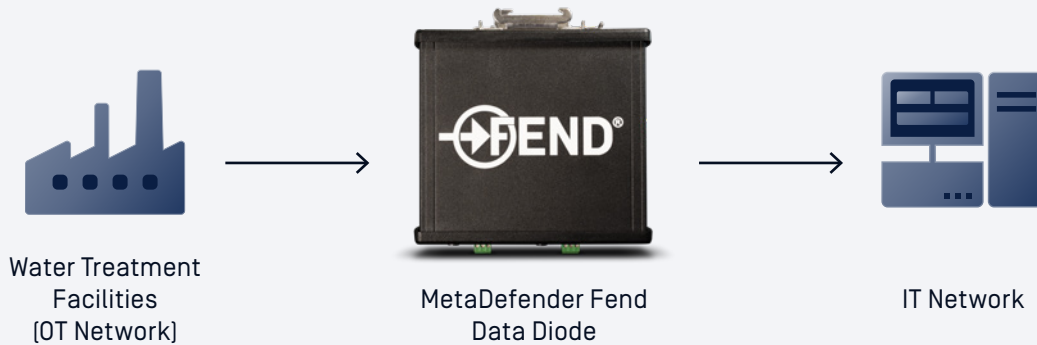 FEND®
Water Treatment
Facilities
(OT Network)
MetaDefender Fend
Data Diode
IT Network